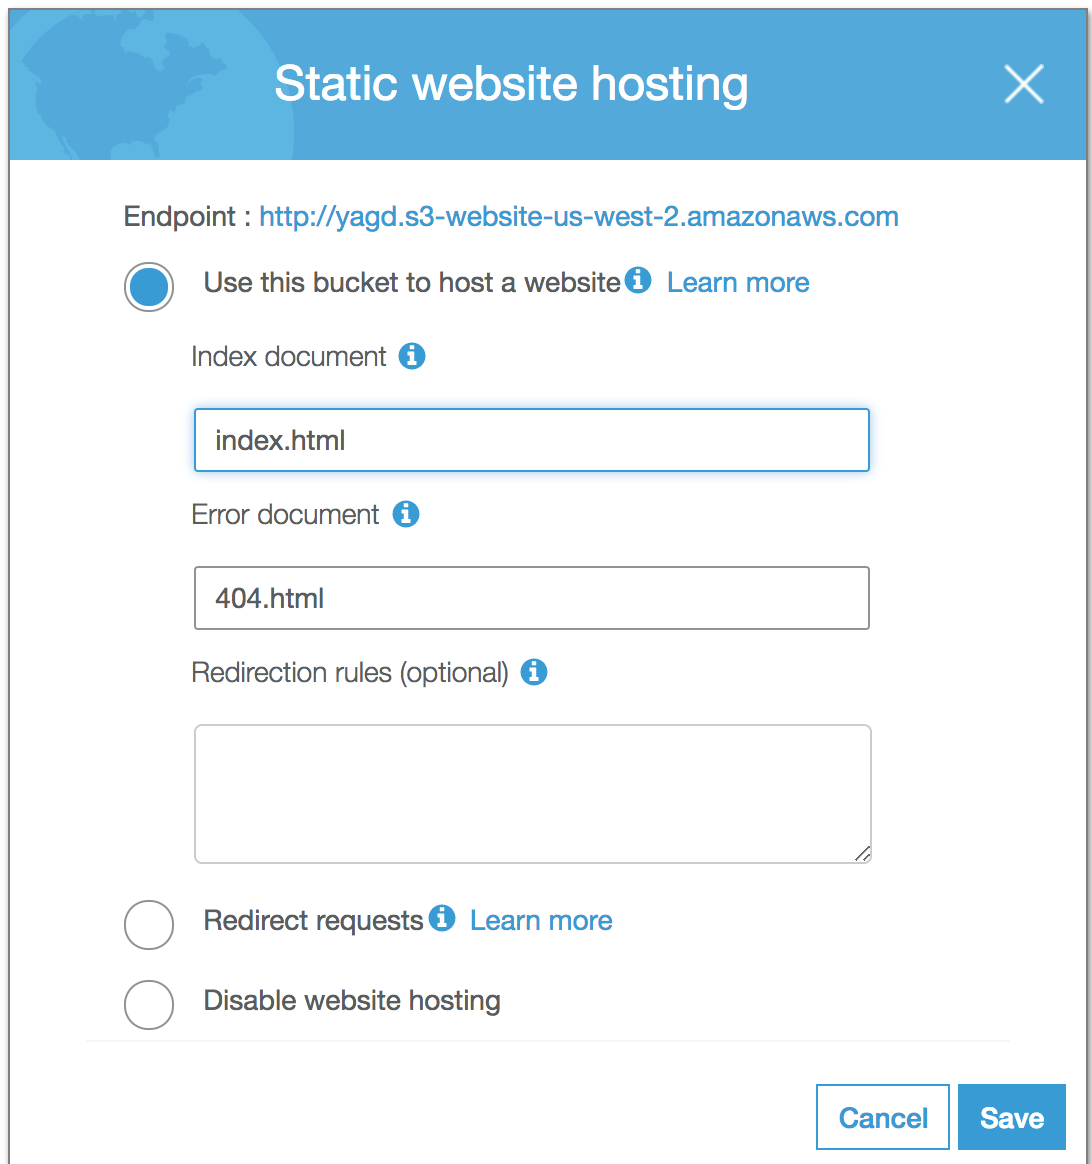 Static website hosting
Endpoint : http://yagd.s3-website-us-west-2.amazonaws.com
Use this bucket to host a website Learn more
Index document
index.html
Error document
404.html
Redirection rules (optional)
Redirect requests Learn more
Disable website hosting
Cancel Save